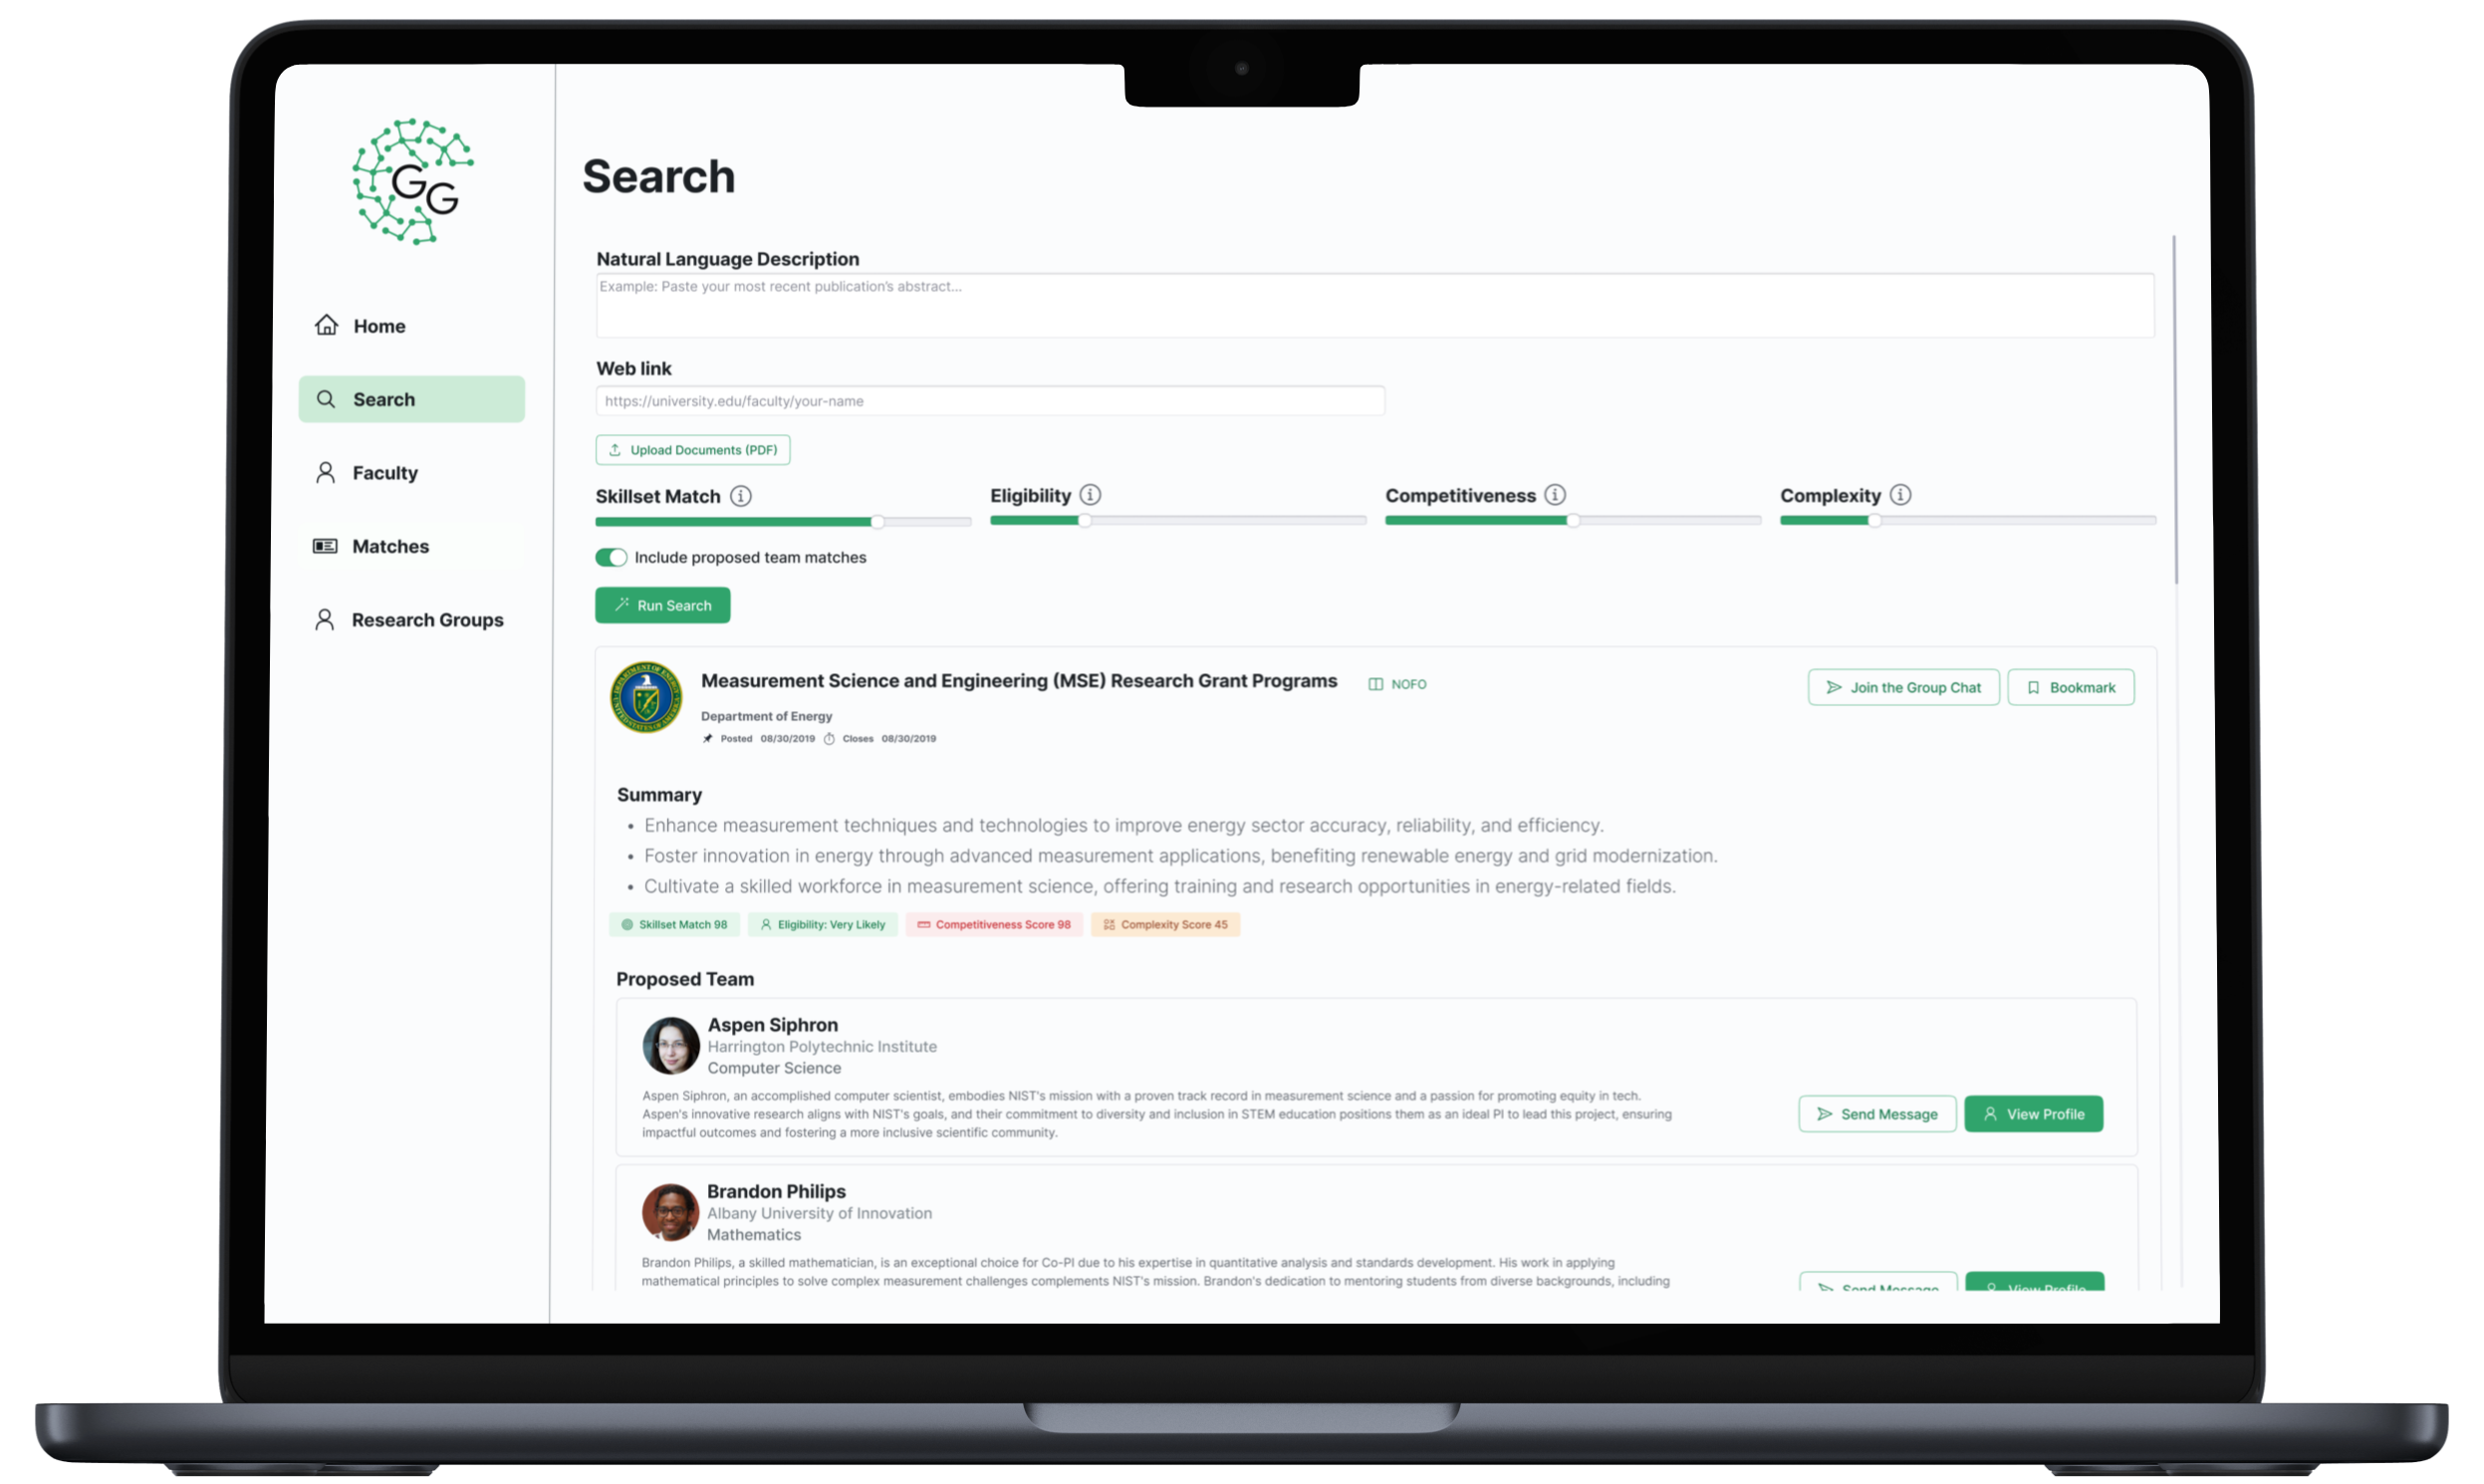 GG
Home
Search
Faculty
Matches
Research Groups
Search
Natural Language Description
Example: Paste your most recent publication's abstract...
Web link
https://university.edu/faculty/your-name
Upload Documents (PDF)
Skillset Match
Eligibility
Competitiveness
Complexity
Include proposed team matches
Run Search
Measurement Science and Engineering (MSE) Research Grant Programs
NOFO
Join the Group Chat
Bookmark
Department of Energy
Posted 08/30/2019 Closes 08/30/2019
Summary
• Enhance measurement techniques and technologies to improve energy sector accuracy, reliability, and efficiency.
• Foster innovation in energy through advanced measurement applications, benefiting renewable energy and grid modernization.
• Cultivate a skilled workforce in measurement science, offering training and research opportunities in energy-related fields.
Skillset Match 98
Eligibility: Very Likely
Competitiveness Score 98
Complexity Score 45
Proposed Team
Aspen Siphron
Harrington Polytechnic Institute
Computer Science
Aspen Siphron, an accomplished computer scientist, embodies NIST's mission with a proven track record in measurement science and a passion for promoting equity in tech.
Aspen's innovative research aligns with NIST's goals, and their commitment to diversity and inclusion in STEM education positions them as an ideal PI to lead this project, ensuring
impactful outcomes and fostering a more inclusive scientific community.
Send Message
View Profile
Brandon Philips
Albany University of Innovation
Mathematics
Brandon Philips, a skilled mathematician, is an exceptional choice for Co-PI due to his expertise in quantitative analysis and standards development. His work in applying
mathematical principles to solve complex measurement challenges complements NIST's mission. Brandon's dedication to mentoring students from diverse backgrounds, including
Send Message
View Profile